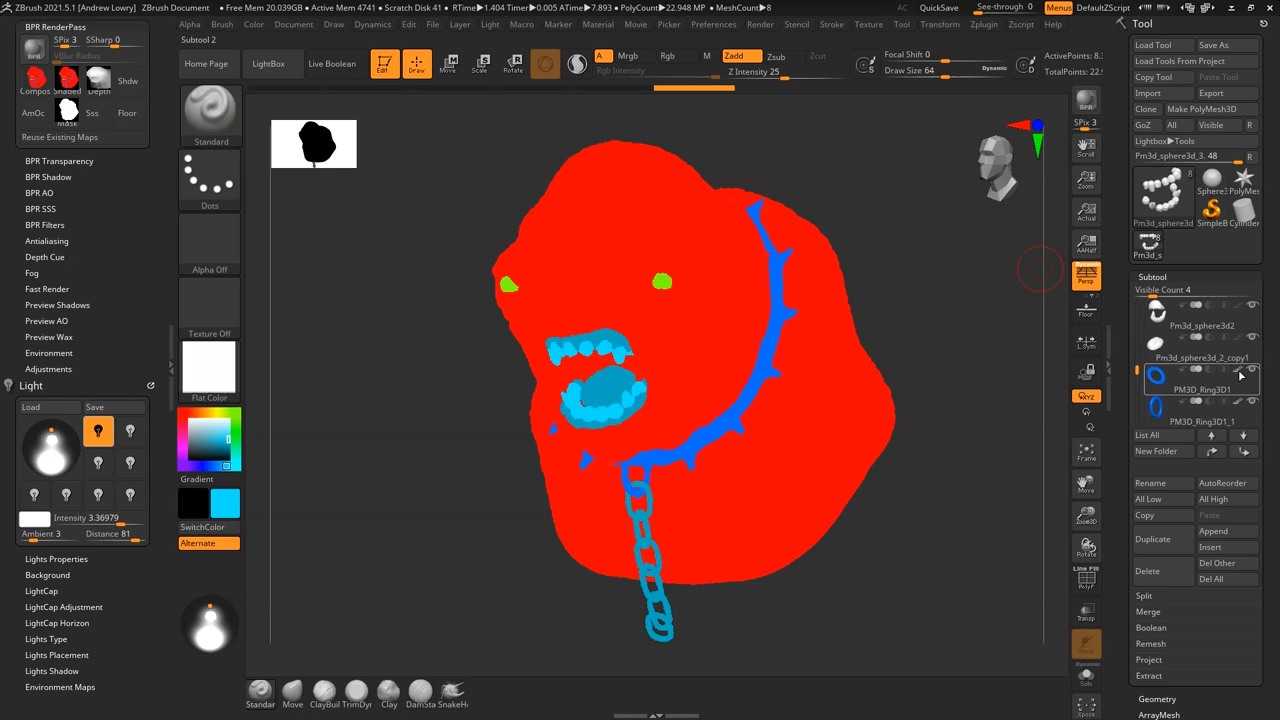 ZBrush 2021.5.1 [Andrew Lowry] ZBrush Document • Free Mem 20.039GB • Active Mem 4741 • Scratch Disk 41 • RTime►1.404 Timer►0.005 ATime►7.893 • PolyCount►22.948 MP • MeshCount►8 AC QuickSave See-through 0 Menus DefaultZScript
Alpha Brush Color Document Draw Dynamics Edit File Layer Light Macro Marker Material Movie Picker Preferences Render Stencil Stroke Texture Tool Transform Zplugin Zscript Help
BPR RenderPass
SPix 3 SSharp 0
BPR VBlur Radius
Compos Shaded Depth Shdw
AmOc Mask Sss Floor
Reuse Existing Maps
BPR Transparency
BPR Shadow
BPR AO
BPR SSS
BPR Filters
Antialiasing
Depth Cue
Fog
Fast Render
Preview Shadows
Preview AO
Preview Wax
Environment
Adjustments
Light
Load Save
Intensity 3.36979
Ambient 3 Distance 81
Lights Properties
Background
LightCap
LightCap Adjustment
LightCap Horizon
Lights Type
Lights Placement
Lights Shadow
Environment Maps
Subtool 2
Home Page LightBox Live Boolean Edit Draw Move Scale Rotate
A Mrgb Rgb M Zadd Zsub Zcut
Rgb Intensity Z Intensity 25
S Focal Shift 0
Draw Size 64 Dynamic D
Standard
Dots
Alpha Off
Texture Off
Flat Color
Gradient
SwitchColor
Alternate
Standar Move ClayBuil TrimDyr Clay DamSta SnakeHo
BPR
SPix 3
Scroll
Zoom
Actual
AAHalf
Dynamic
Persp
Floor
L.Sym
XYZ
Frame
Move
Zoom3D
Rotate
Line Fill
PolyF
Transp
Ghost
Dynamic
Solo
Xpose
Tool
Load Tool Save As
Load Tools From Project
Copy Tool Paste Tool
Import Export
Clone Make PolyMesh3D
GoZ All Visible R
Lightbox►Tools
Pm3d_sphere3d_3. 48 R
8
Pm3d_sphere3d
8
Pm3d_s
Subtool
Visible Count 4
Pm3d_sphere3d2
Pm3d_sphere3d_2_copy1
PM3D_Ring3D1
PM3D_Ring3D1_1
List All
New Folder
Rename AutoReorder
All Low All High
Copy Paste
Duplicate Append
Insert
Delete Del Other
Del All
Split
Merge
Boolean
Remesh
Project
Extract
Geometry
ArrayMesh